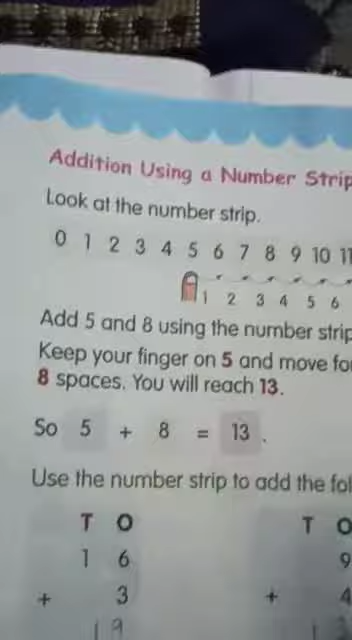 Addition Using a Number Strip
Look at the number strip.
0 1 2 3 4 5 6 7 8 9 10 11
1 2 3 4 5 6
Add 5 and 8 using the number strip
Keep your finger on 5 and move
8 spaces. You will reach 13.
So 5 + 8 = 13.
Use the number strip to add the
T O T O
1 6 9
+ 3 + 4
1 9 1 3